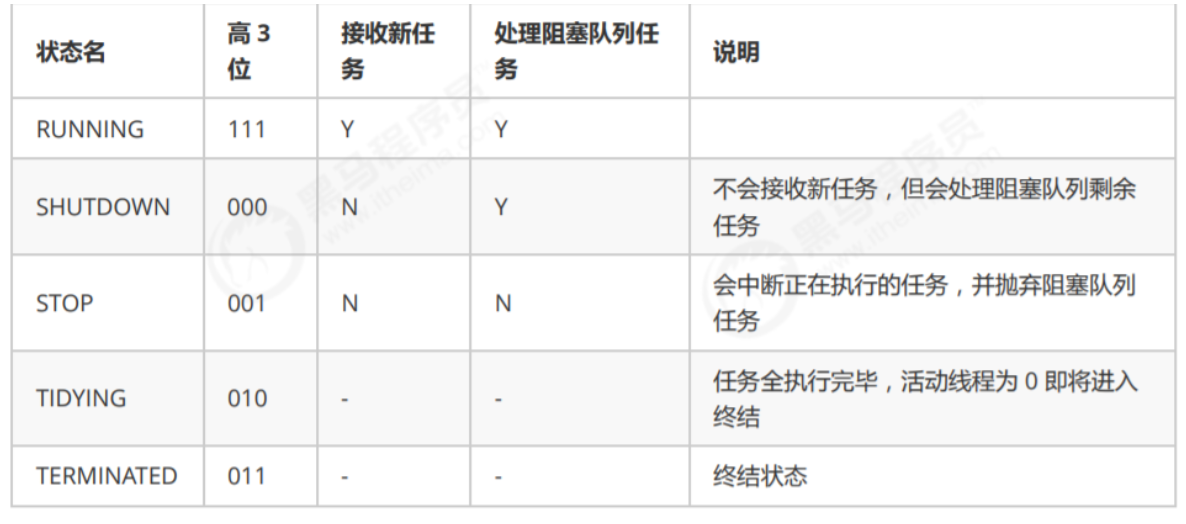 状态名 高 3 接收新任 处理阻塞队列任 说明
位 务 务
RUNNING 111 Y Y
SHUTDOWN 000 N Y 不会接收新任务，但会处理阻塞队列剩余
任务
STOP 001 N N 会中断正在执行的任务，并抛弃阻塞队列
任务
TIDYING 010 - - 任务全执行完毕，活动线程为 0 即将进入
终结
TERMINATED 011 - - 终结状态
黑马程序员
www.itheima.com
黑马程序员
www.itheima.com